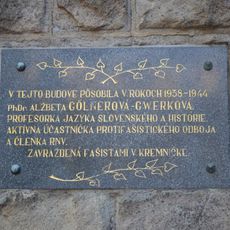 V TEJTO BUDOVE PÔSOBILA V ROKOCH 1938-1944
PhDr. ALŽBETA GÖLNEROVÁ-GWERKOVÁ,
PROFESORKA JAZYKA SLOVENSKÉHO A HISTÓRIE,
AKTÍVNA ÚČASTNÍČKA PROTIFAŠISTICKÉHO ODBOJA
A ČLENKA RNV.
ZAVRAŽDENÁ FAŠISTAMI V KREMNIČKE.